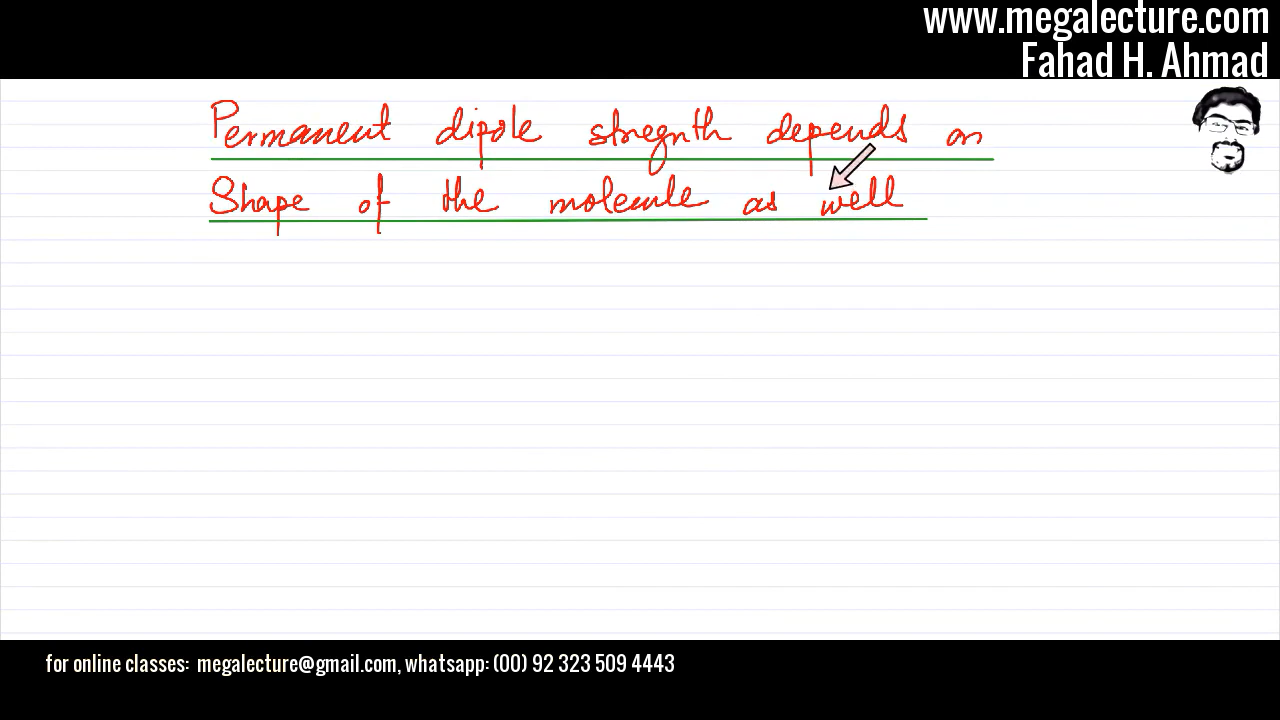 www.megalecture.com
Fahad H. Ahmad
Permanent dipole stregnth depends on
Shape of the molecule as well
for online classes: megalecture@gmail.com, whatsapp: (00) 92 323 509 4443